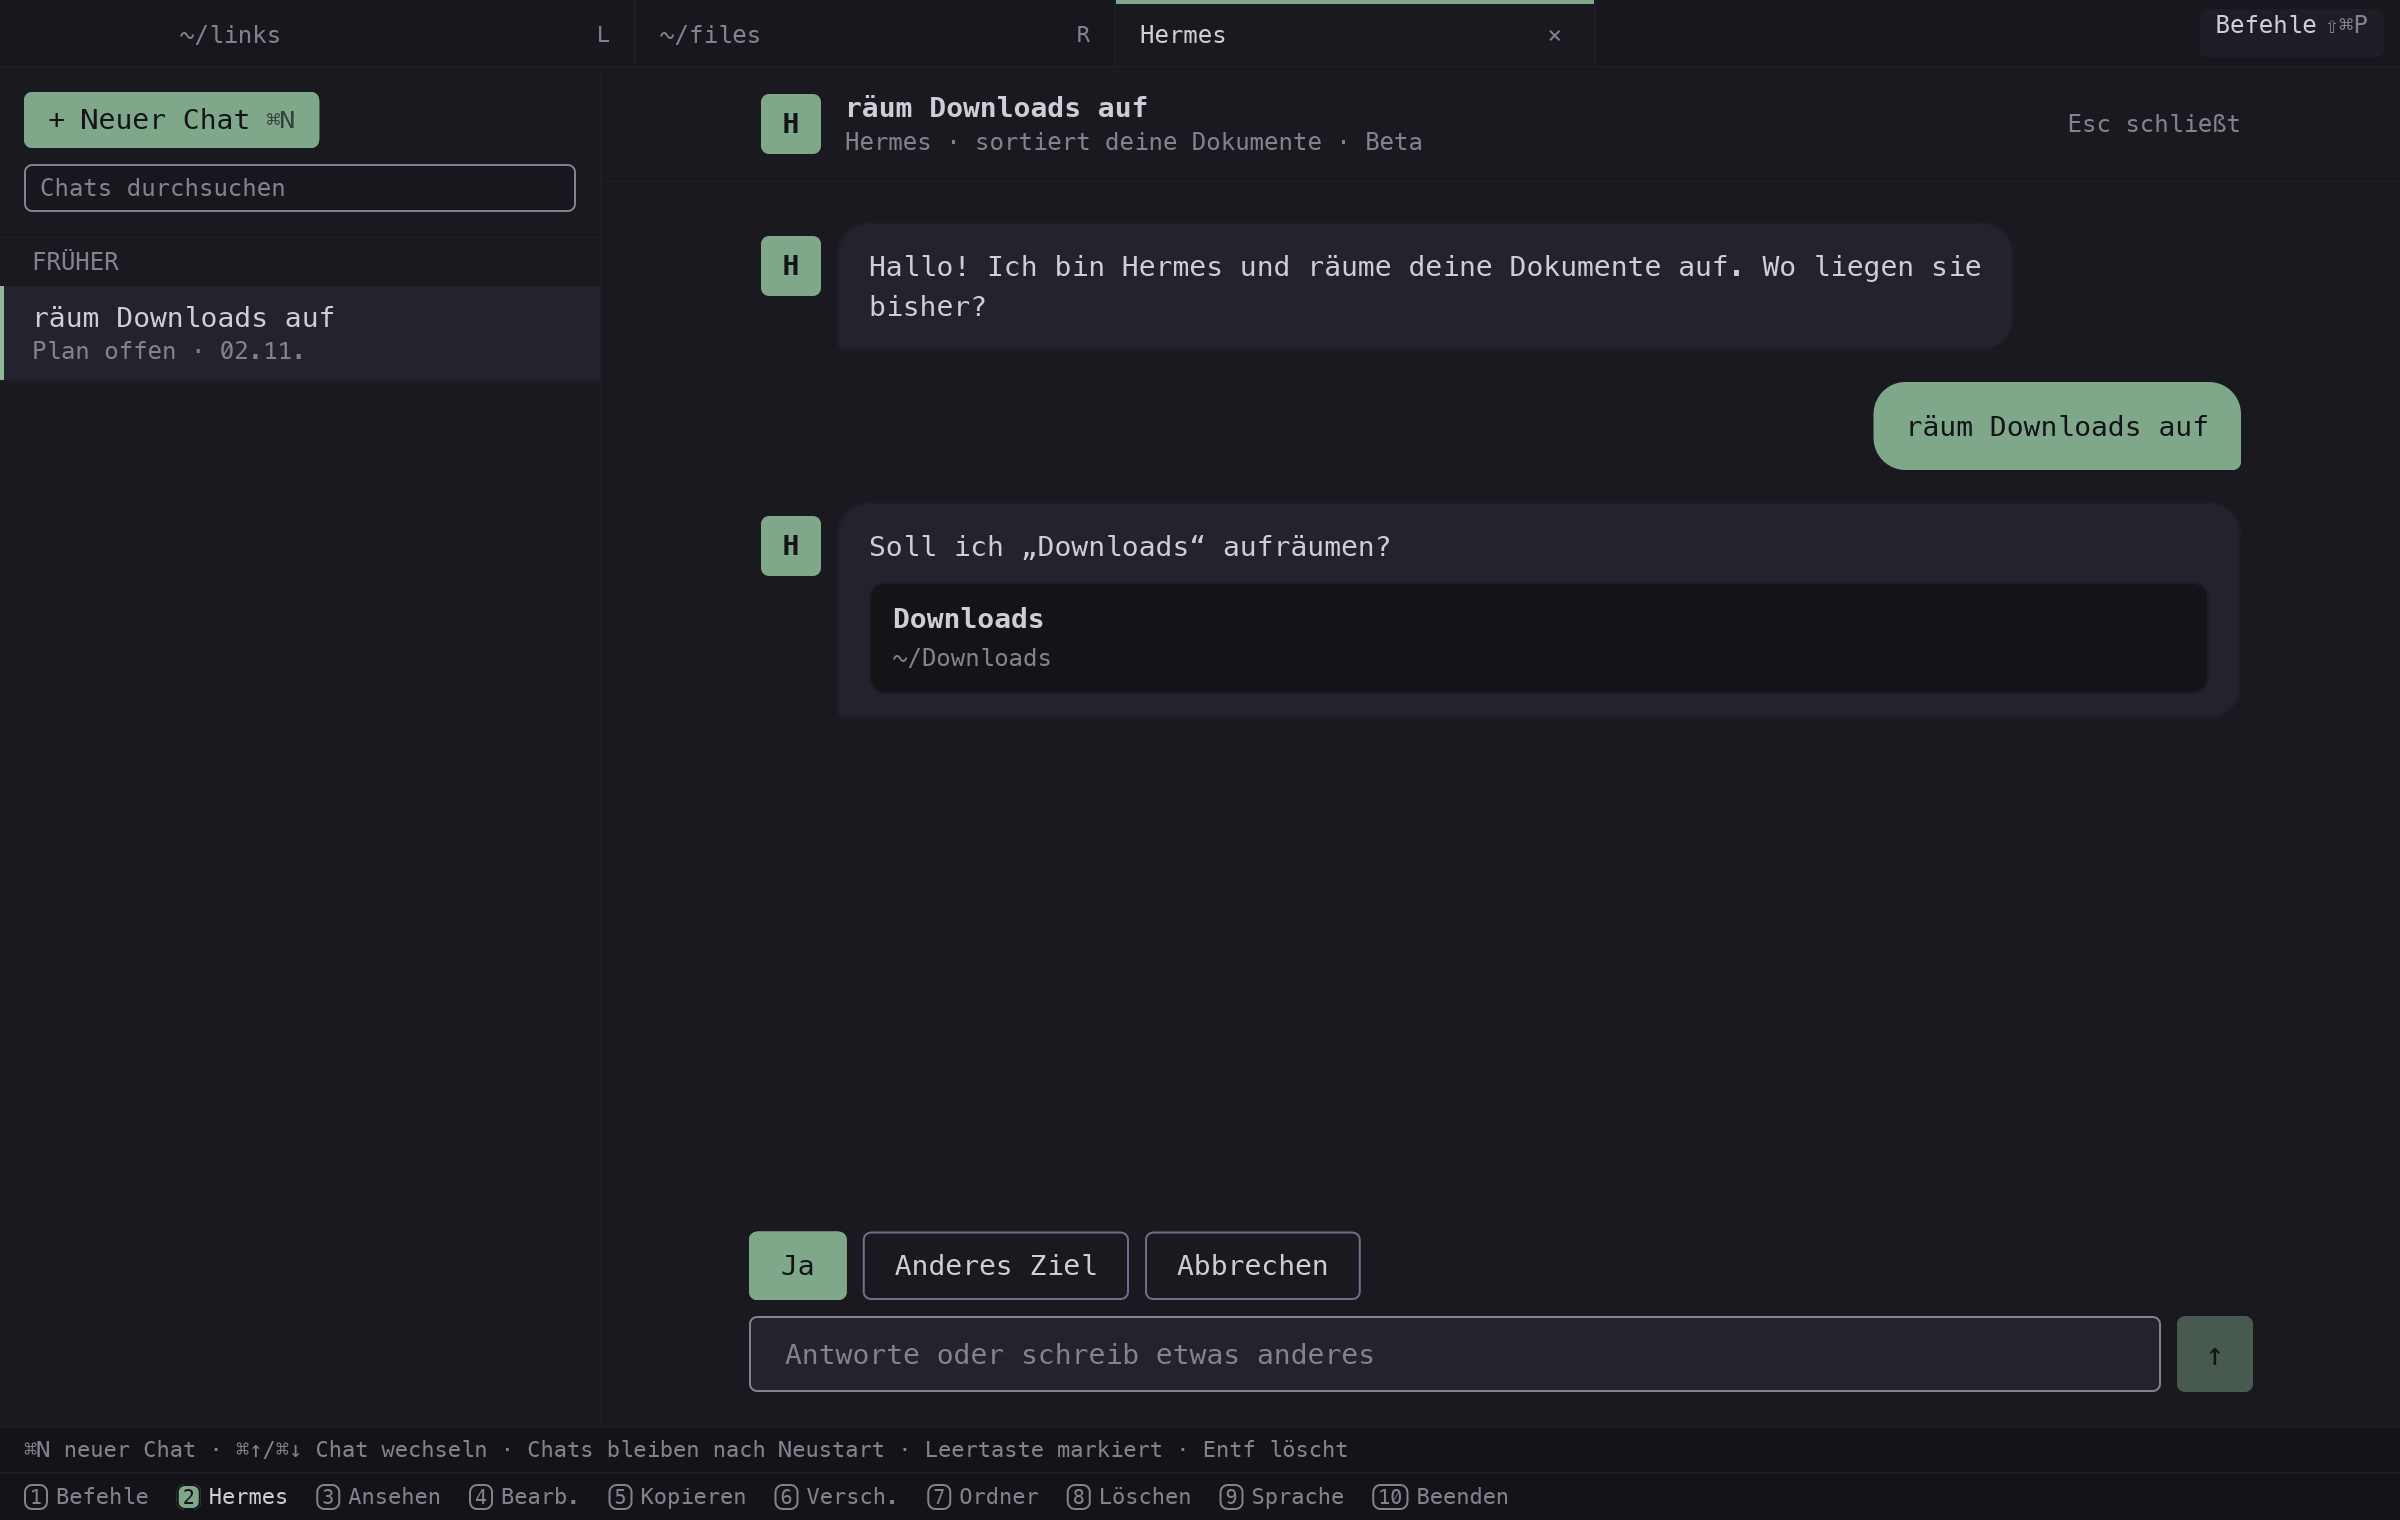 ~/links L ~/files R Hermes × Befehle ⇧⌘P
+ Neuer Chat ⌘N
Chats durchsuchen
FRÜHER
räum Downloads auf
Plan offen · 02.11.
H räum Downloads auf
Hermes · sortiert deine Dokumente · Beta
Esc schließt
H Hallo! Ich bin Hermes und räume deine Dokumente auf. Wo liegen sie
bisher?
räum Downloads auf
H Soll ich „Downloads“ aufräumen?
Downloads
~/Downloads
Ja Anderes Ziel Abbrechen
Antworte oder schreib etwas anderes ↑
⌘N neuer Chat · ⌘↑/⌘↓ Chat wechseln · Chats bleiben nach Neustart · Leertaste markiert · Entf löscht
1 Befehle 2 Hermes 3 Ansehen 4 Bearb. 5 Kopieren 6 Versch. 7 Ordner 8 Löschen 9 Sprache 10 Beenden